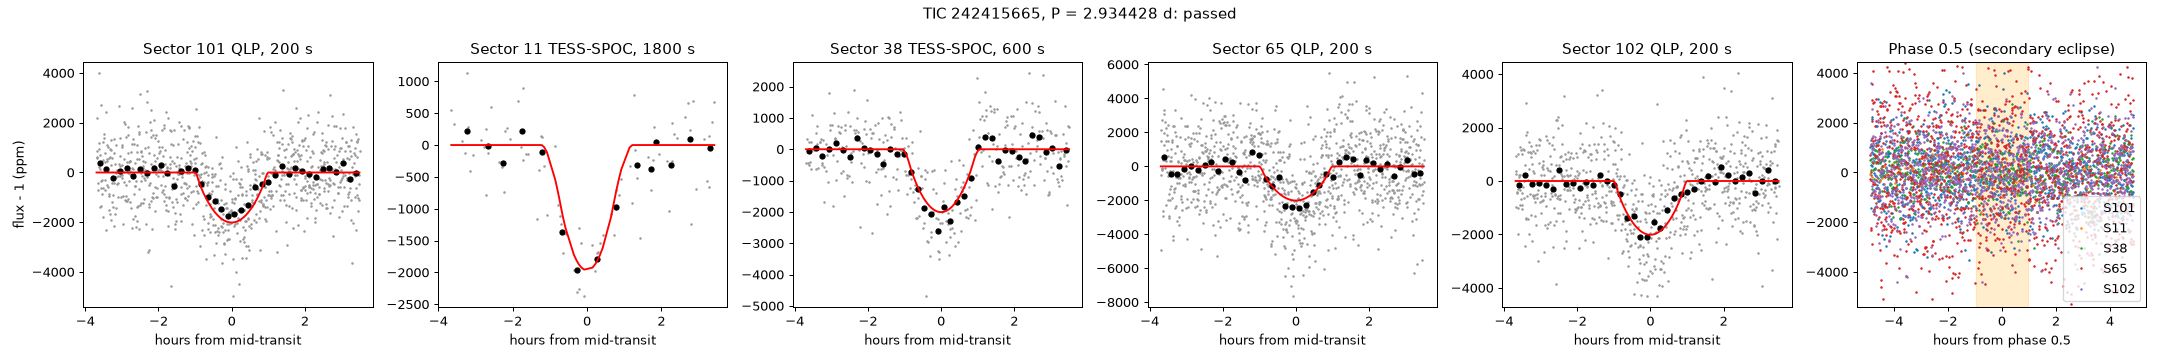 TIC 242415665, P = 2.934428 d: passed
Sector 101 QLP, 200 s
flux - 1 (ppm)
4000
2000
0
−2000
−4000
−4 −2 0 2
hours from mid-transit
Sector 11 TESS-SPOC, 1800 s
1000
500
0
−500
−1000
−1500
−2000
−2500
−4 −2 0 2
hours from mid-transit
Sector 38 TESS-SPOC, 600 s
2000
1000
0
−1000
−2000
−3000
−4000
−5000
−4 −2 0 2
hours from mid-transit
Sector 65 QLP, 200 s
6000
4000
2000
0
−2000
−4000
−6000
−8000
−4 −2 0 2
hours from mid-transit
Sector 102 QLP, 200 s
4000
2000
0
−2000
−4000
−4 −2 0 2
hours from mid-transit
Phase 0.5 (secondary eclipse)
4000
2000
0
−2000
−4000
S101
S11
S38
S65
S102
−4 −2 0 2 4
hours from phase 0.5